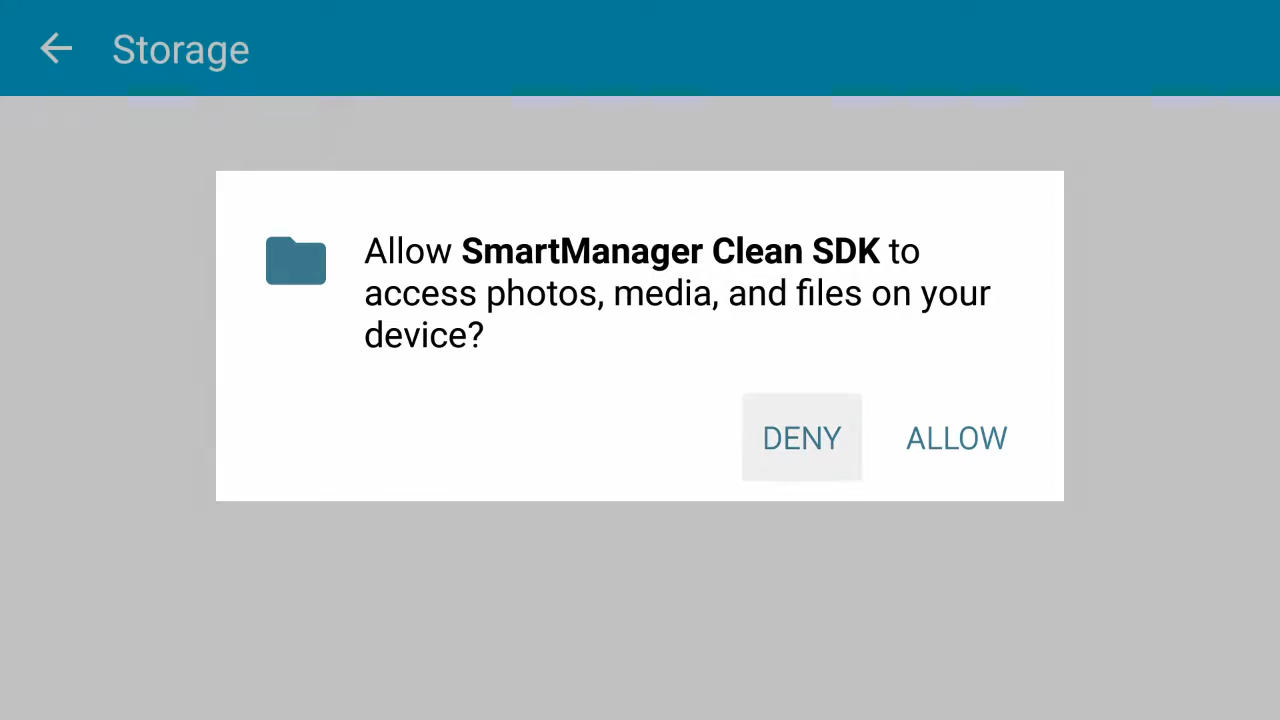 Storage
Allow SmartManager Clean SDK to
access photos, media, and files on your
device?
DENY ALLOW